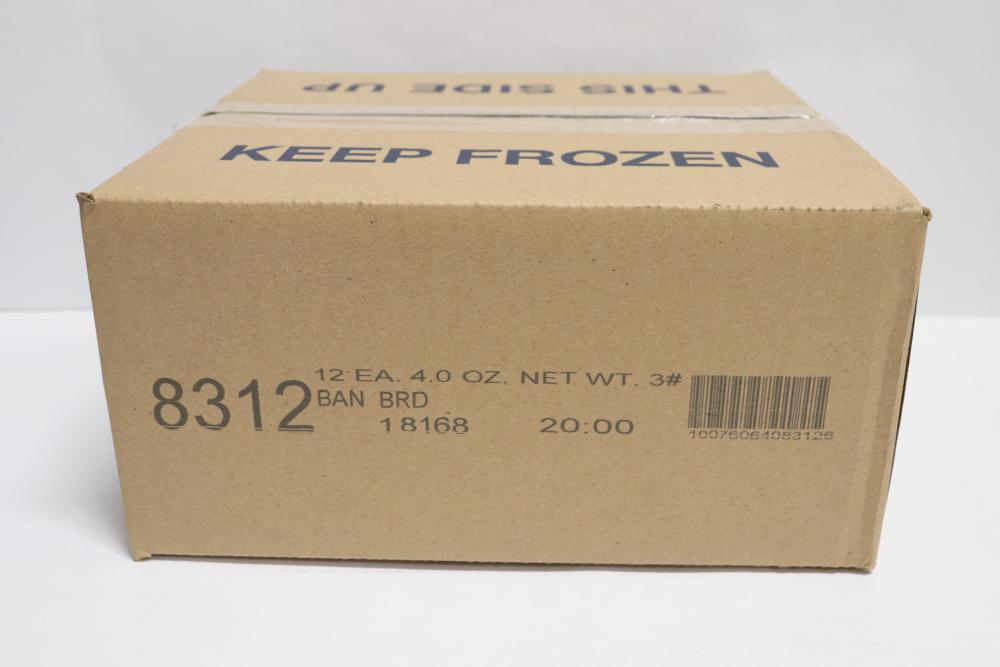 THIS SIDE UP
KEEP FROZEN
12 EA. 4.0 OZ. NET WT. 3#
8312 BAN BRD
18168 20:00
10076064083126